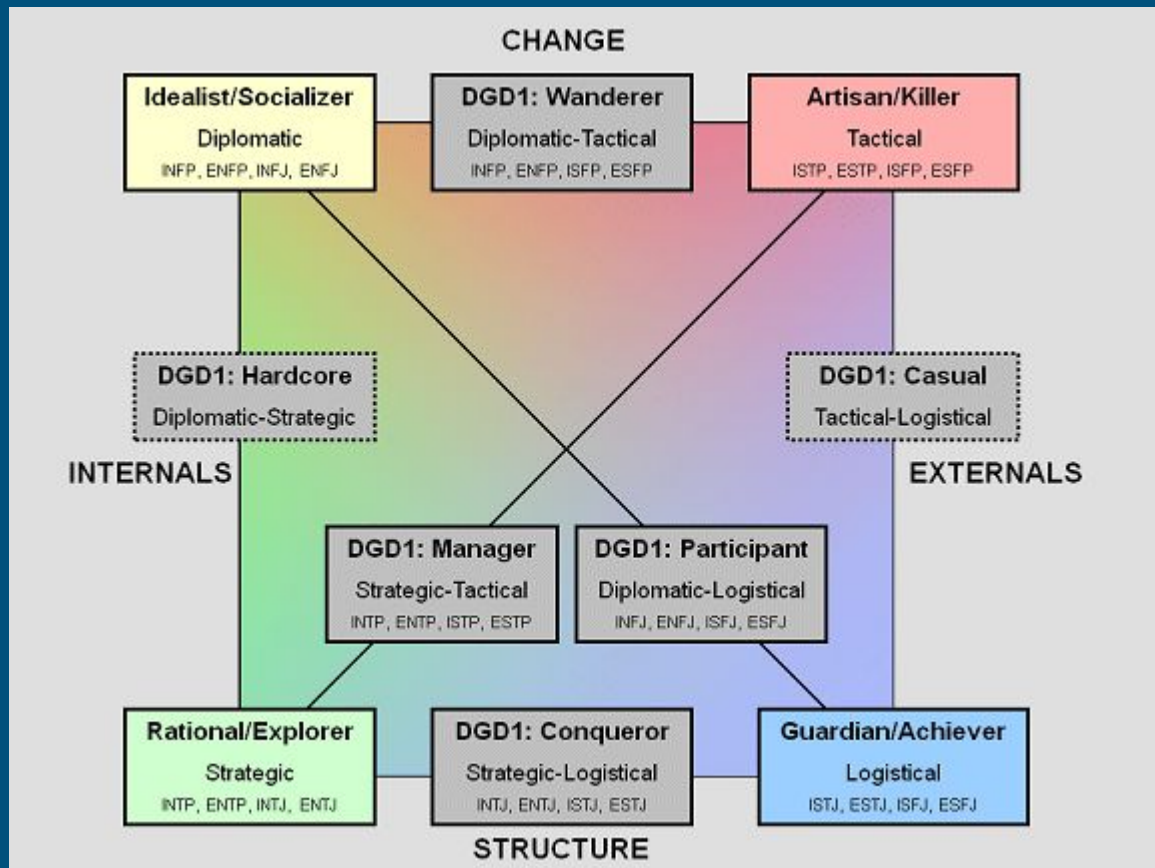 CHANGE
Idealist/Socializer
Diplomatic
INFP, ENFP, INFJ, ENFJ
DGD1: Wanderer
Diplomatic-Tactical
INFP, ENFP, ISFP, ESFP
Artisan/Killer
Tactical
ISTP, ESTP, ISFP, ESFP
DGD1: Hardcore
Diplomatic-Strategic
DGD1: Casual
Tactical-Logistical
INTERNALS
EXTERNALS
DGD1: Manager
Strategic-Tactical
INTP, ENTP, ISTP, ESTP
DGD1: Participant
Diplomatic-Logistical
INFJ, ENFJ, ISFJ, ESFJ
Rational/Explorer
Strategic
INTP, ENTP, INTJ, ENTJ
DGD1: Conqueror
Strategic-Logistical
INTJ, ENTJ, ISTJ, ESTJ
Guardian/Achiever
Logistical
ISTJ, ESTJ, ISFJ, ESFJ
STRUCTURE